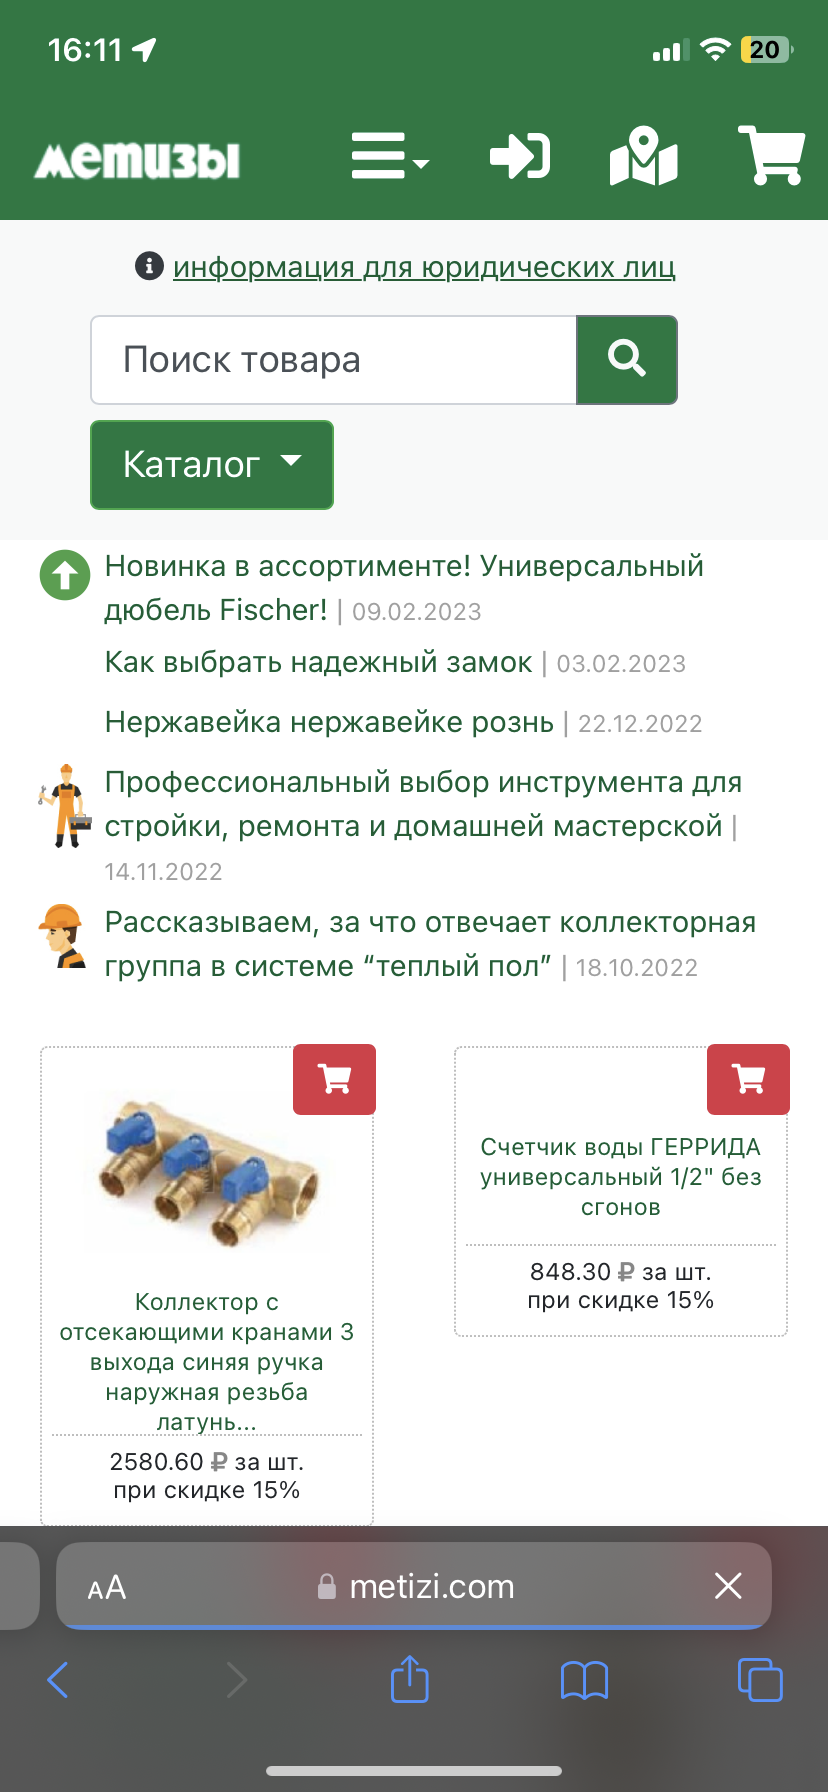 16:11
20
метизы
информация для юридических лиц
Поиск товара
Каталог
Новинка в ассортименте! Универсальный
дюбель Fischer! | 09.02.2023
Как выбрать надежный замок | 03.02.2023
Нержавейка нержавейке рознь | 22.12.2022
Профессиональный выбор инструмента для
стройки, ремонта и домашней мастерской |
14.11.2022
Рассказываем, за что отвечает коллекторная
группа в системе “теплый пол” | 18.10.2022
Коллектор с
отсекающими кранами 3
выхода синяя ручка
наружная резьба
латунь...
2580.60 ₽ за шт.
при скидке 15%
Счетчик воды ГЕРРИДА
универсальный 1/2" без
сгонов
848.30 ₽ за шт.
при скидке 15%
AA
metizi.com